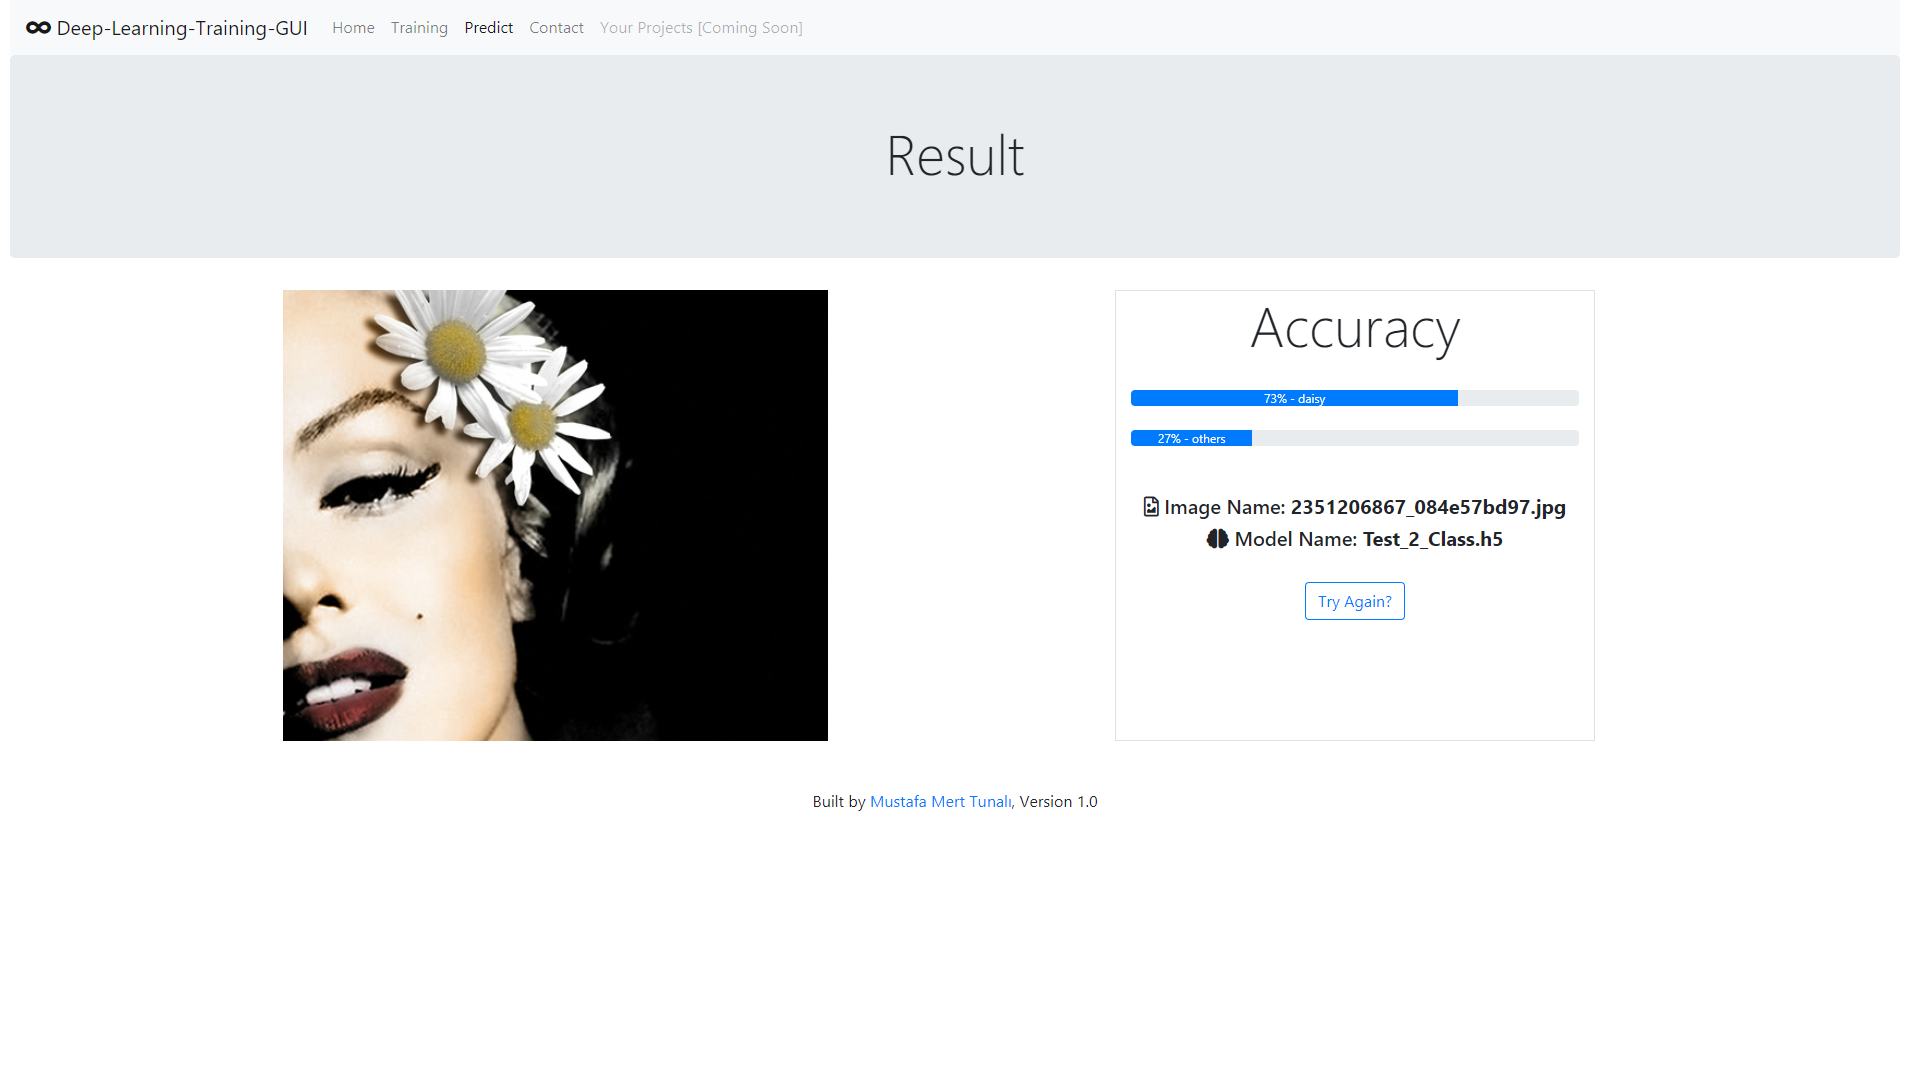 Deep-Learning-Training-GUI Home Training Predict Contact Your Projects [Coming Soon]
Result
Accuracy
73% - daisy
27% - others
Image Name: 2351206867_084e57bd97.jpg
Model Name: Test_2_Class.h5
Try Again?
Built by Mustafa Mert Tunalı, Version 1.0